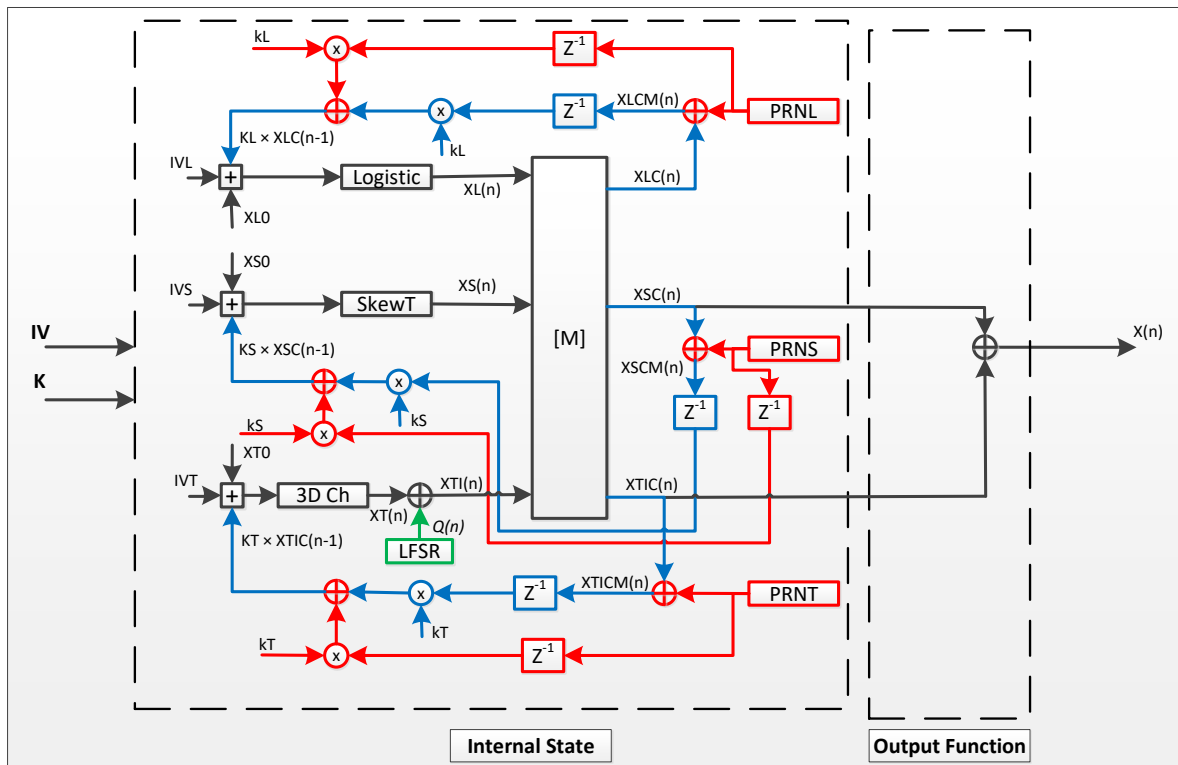 kL
x
Z⁻¹
XLCM(n)
PRNL
Z⁻¹
x
kL
KL × XLC(n-1)
IVL
+
Logistic
XL(n)
XLC(n)
XL0
XS0
IVS
+
SkewT
XS(n)
XSC(n)
[M]
IV
K
X(n)
PRNS
XSCM(n)
KS × XSC(n-1)
x
Z⁻¹
Z⁻¹
kS
kS
x
XT0
IVT
+
3D Ch
XT(n)
XTI(n)
XTIC(n)
Q(n)
LFSR
KT × XTIC(n-1)
XTICM(n)
PRNT
Z⁻¹
x
kT
kT
x
Z⁻¹
Internal State
Output Function